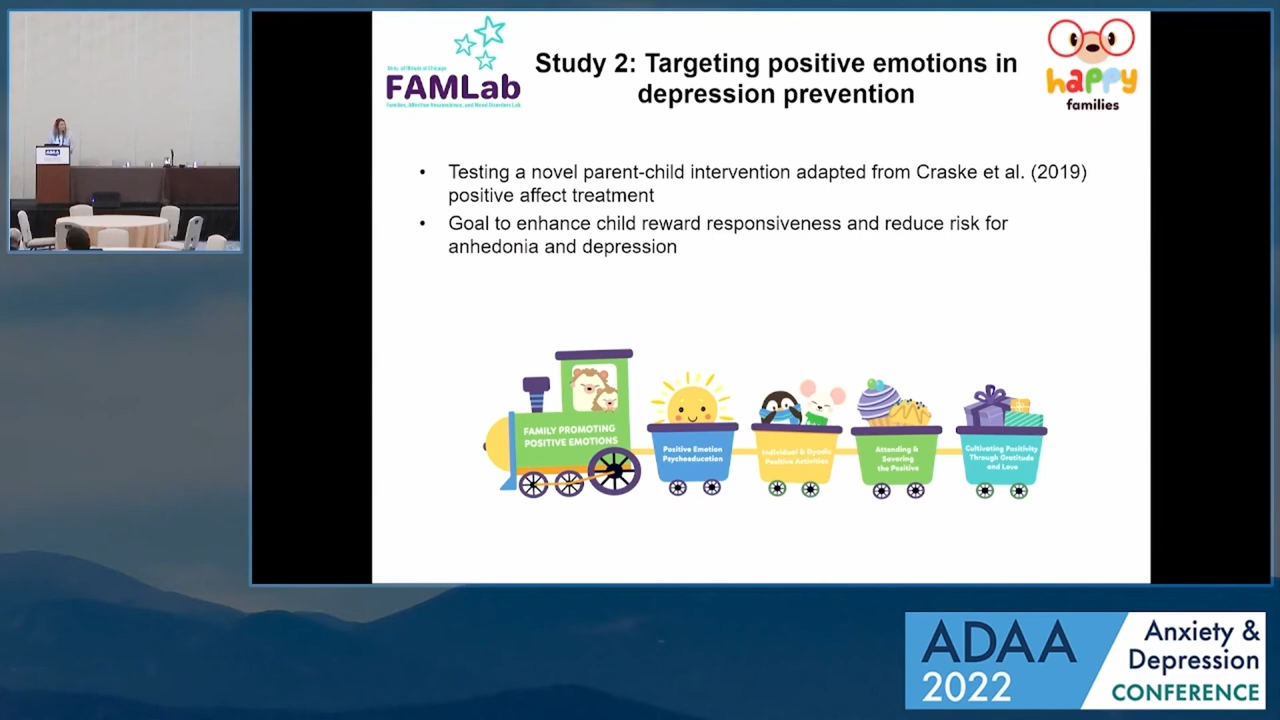 Univ. of Illinois at Chicago
FAMLab
Families, Affective Neuroscience, and Mood Disorders Lab
Study 2: Targeting positive emotions in
depression prevention
happy
families
• Testing a novel parent-child intervention adapted from Craske et al. (2019)
positive affect treatment
• Goal to enhance child reward responsiveness and reduce risk for
anhedonia and depression
FAMILY PROMOTING
POSITIVE EMOTIONS
Positive Emotion
Psychoeducation
Individual & Dyadic
Positive Activities
Attending &
Savoring
the Positive
Cultivating Positivity
Through Gratitude
and Love
ADAA
2022
Anxiety &
Depression
CONFERENCE